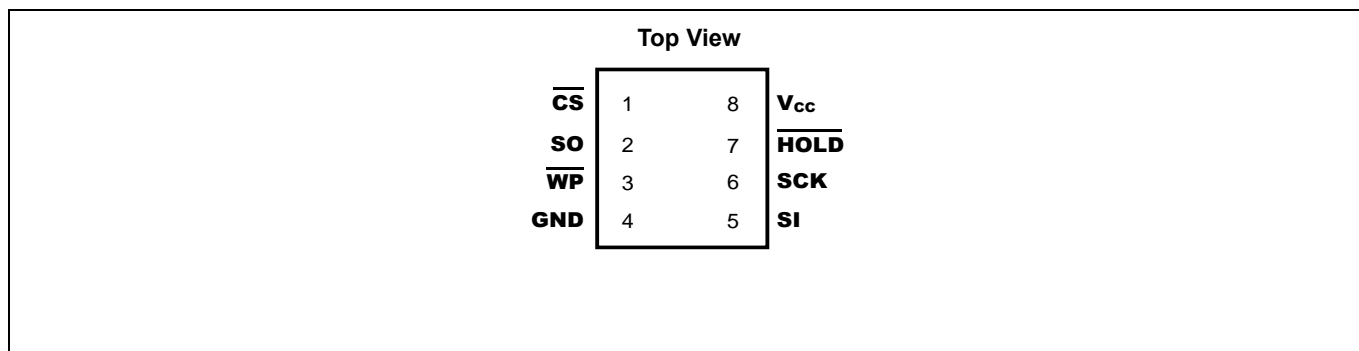 Top View
CS 1 8 Vcc
SO 2 7 HOLD
WP 3 6 SCK
GND 4 5 SI